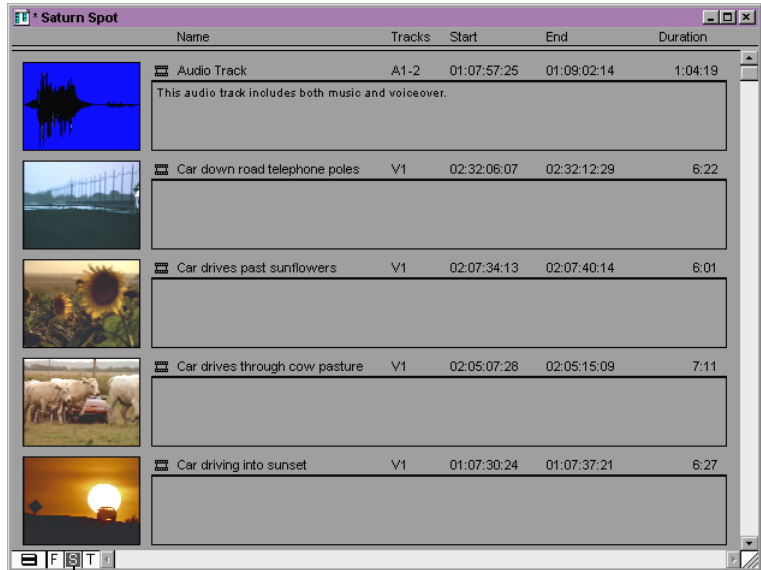 * Saturn Spot
Name Tracks Start End Duration
Audio Track A1-2 01:07:57:25 01:09:02:14 1:04:19
This audio track includes both music and voiceover.
Car down road telephone poles V1 02:32:06:07 02:32:12:29 6:22
Car drives past sunflowers V1 02:07:34:13 02:07:40:14 6:01
Car drives through cow pasture V1 02:05:07:28 02:05:15:09 7:11
Car driving into sunset V1 01:07:30:24 01:07:37:21 6:27
F S T